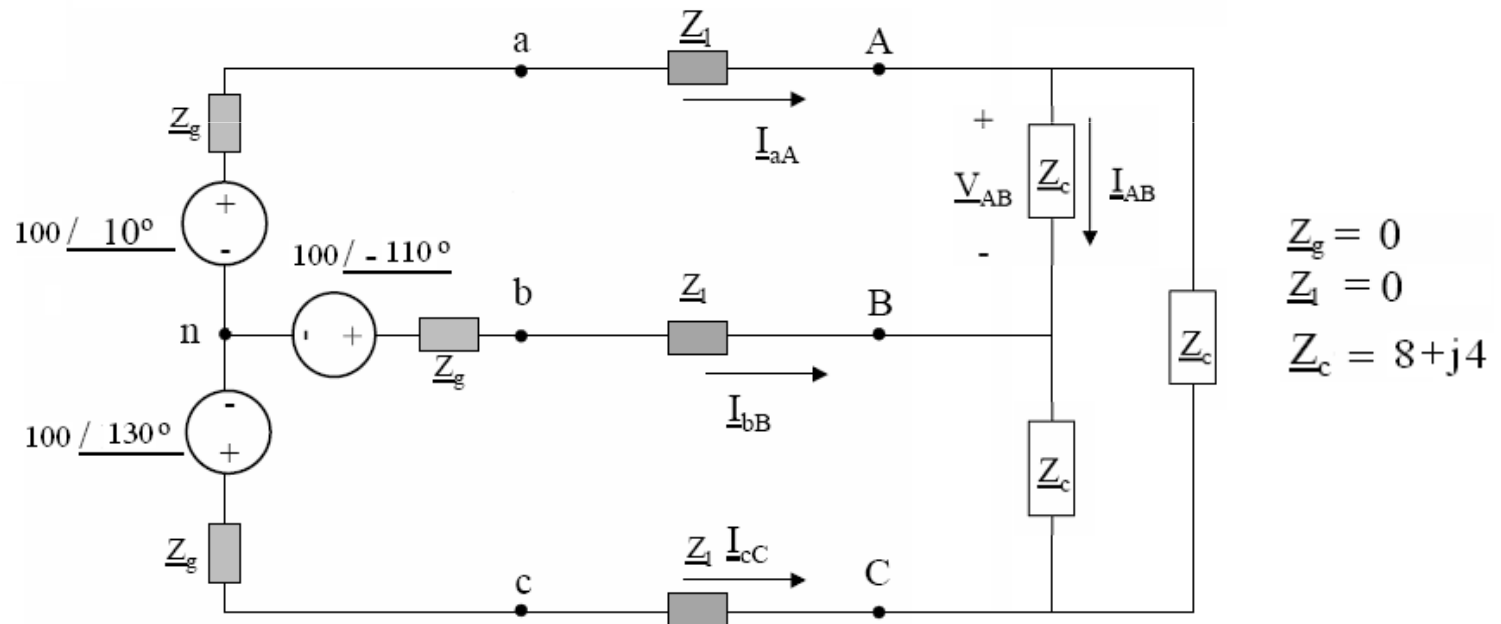 a
Z_l
A
Z_g
I_aA
+
V_AB
-
Z_c
I_AB
100 / 10º
+
-
100 / - 110 º
n
- +
Z_g
b
Z_l
B
I_bB
Z_c
Z_g = 0
Z_l = 0
Z_c = 8+j4
100 / 130º
-
+
Z_c
Z_g
c
Z_l I_cC
C